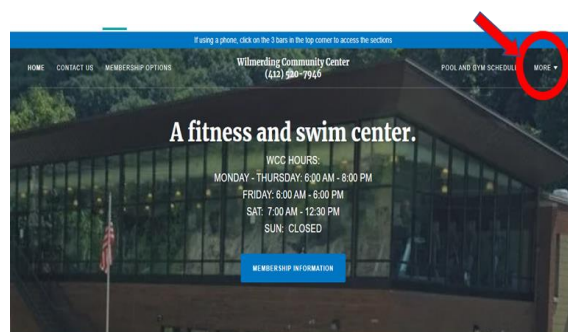 If using a phone, click on the 3 bars in the top corner to access the sections
HOME CONTACT US MEMBERSHIP OPTIONS
Wilmerding Community Center
(412) 520-7946
POOL AND GYM SCHEDULE MORE
A fitness and swim center.
WCC HOURS:
MONDAY - THURSDAY: 6:00 AM - 8:00 PM
FRIDAY: 6:00 AM - 6:00 PM
SAT: 7:00 AM - 12:30 PM
SUN: CLOSED
MEMBERSHIP INFORMATION